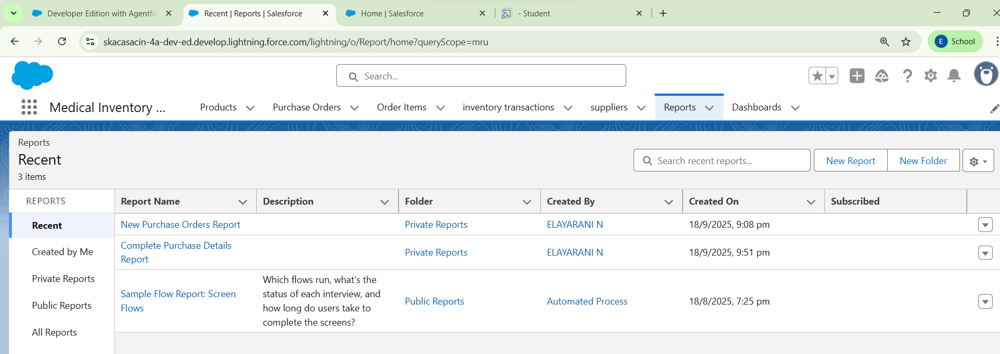 Developer Edition with Agentfo
Recent | Reports | Salesforce
Home | Salesforce
- Student
skacasacin-4a-dev-ed.develop.lightning.force.com/lightning/o/Report/home?queryScope=mru
E School
Search...
Medical Inventory ...
Products
Purchase Orders
Order Items
inventory transactions
suppliers
Reports
Dashboards
Reports
Recent
3 items
Search recent reports...
New Report
New Folder
REPORTS
Recent
Created by Me
Private Reports
Public Reports
All Reports
Report Name Description Folder Created By Created On Subscribed
New Purchase Orders Report Private Reports ELAYARANI N 18/9/2025, 9:08 pm
Complete Purchase Details
Report
Private Reports ELAYARANI N 18/9/2025, 9:51 pm
Sample Flow Report: Screen
Flows
Which flows run, what's the
status of each interview, and
how long do users take to
complete the screens?
Public Reports Automated Process 18/8/2025, 7:25 pm